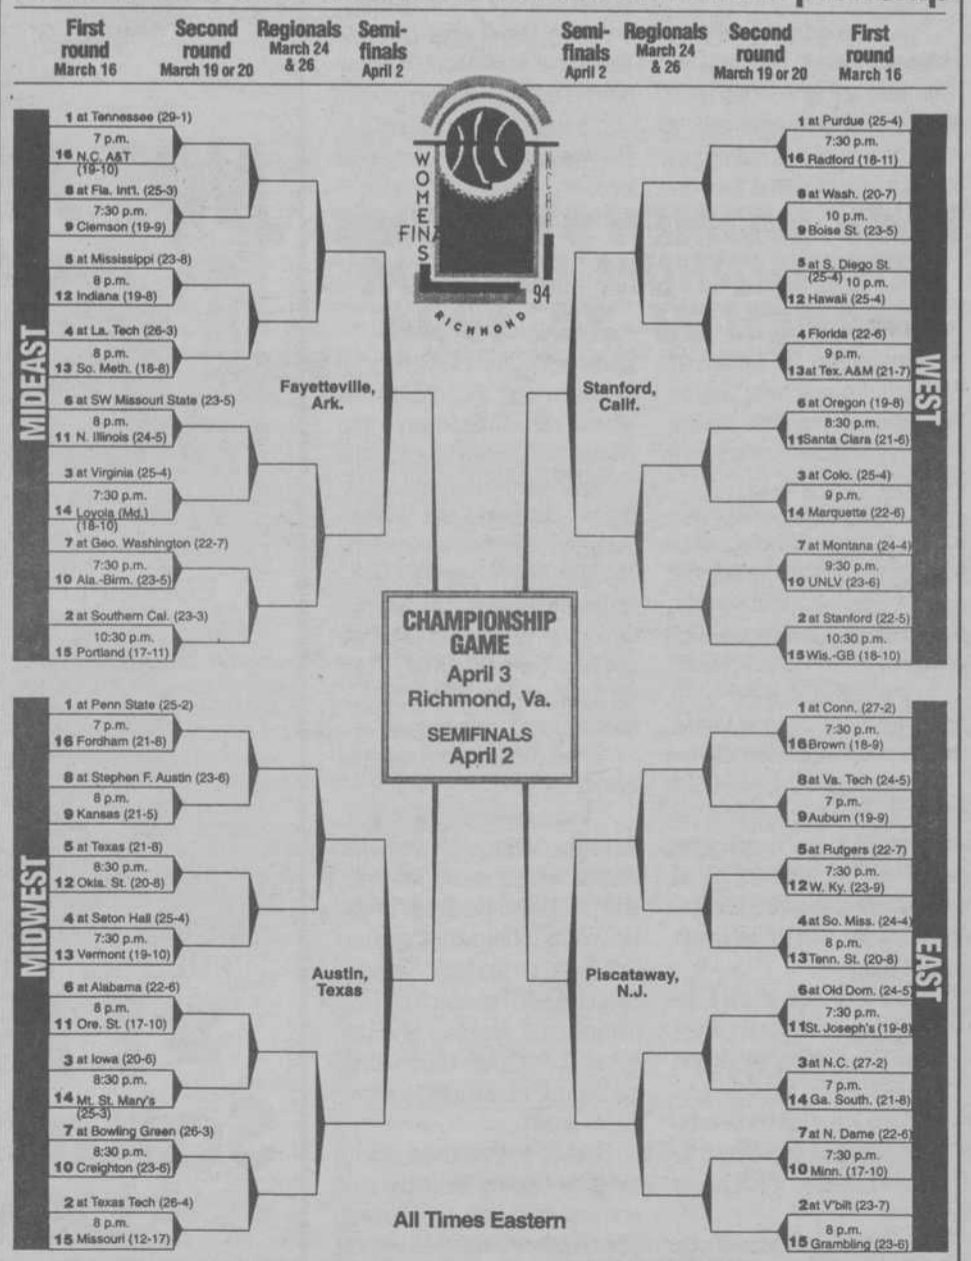 First
round
March 16
Second
round
March 19 or 20
Regionals
March 24
& 26
Semi-
finals
April 2
Semi-
finals
April 2
Regionals
March 24
& 26
Second
round
March 19 or 20
First
round
March 16
WOMENS
FINA
NCAA
94
RICHMOND
MIDEAST
1 at Tennessee (29-1)
7 p.m.
16 N.C. A&T
(19-10)
8 at Fla. Int'l. (25-3)
7:30 p.m.
9 Clemson (19-9)
5 at Mississippi (23-8)
8 p.m.
12 Indiana (19-8)
4 at La. Tech (26-3)
8 p.m.
13 So. Meth. (18-8)
6 at SW Missouri State (23-5)
8 p.m.
11 N. Illinois (24-5)
3 at Virginia (25-4)
7:30 p.m.
14 Loyola (Md.)
(18-10)
7 at Geo. Washington (22-7)
7:30 p.m.
10 Ala.-Birm. (23-5)
2 at Southern Cal. (23-3)
10:30 p.m.
15 Portland (17-11)
Fayetteville,
Ark.
WEST
1 at Purdue (25-4)
7:30 p.m.
16 Radford (18-11)
8 at Wash. (20-7)
10 p.m.
9 Boise St. (23-5)
5 at S. Diego St.
(25-4) 10 p.m.
12 Hawaii (25-4)
4 Florida (22-6)
9 p.m.
13 at Tex. A&M (21-7)
6 at Oregon (19-8)
8:30 p.m.
11 Santa Clara (21-6)
3 at Colo. (25-4)
9 p.m.
14 Marquette (22-6)
7 at Montana (24-4)
9:30 p.m.
10 UNLV (23-6)
2 at Stanford (22-5)
10:30 p.m.
15 Wis.-GB (18-10)
Stanford,
Calif.
CHAMPIONSHIP
GAME
April 3
Richmond, Va.
SEMIFINALS
April 2
MIDWEST
1 at Penn State (25-2)
7 p.m.
16 Fordham (21-8)
8 at Stephen F. Austin (23-6)
8 p.m.
9 Kansas (21-5)
5 at Texas (21-8)
8:30 p.m.
12 Okla. St. (20-8)
4 at Seton Hall (25-4)
7:30 p.m.
13 Vermont (19-10)
6 at Alabama (22-6)
8 p.m.
11 Ore. St. (17-10)
3 at Iowa (20-6)
8:30 p.m.
14 Mt. St. Mary's
(25-3)
7 at Bowling Green (26-3)
8:30 p.m.
10 Creighton (23-6)
2 at Texas Tech (26-4)
8 p.m.
15 Missouri (12-17)
Austin,
Texas
EAST
1 at Conn. (27-2)
7:30 p.m.
16 Brown (18-9)
8 at Va. Tech (24-5)
7 p.m.
9 Auburn (19-9)
5 at Rutgers (22-7)
7:30 p.m.
12 W. Ky. (23-9)
4 at So. Miss. (24-4)
8 p.m.
13 Tenn. St. (20-8)
6 at Old Dom. (24-5)
7:30 p.m.
11 St. Joseph's (19-8)
3 at N.C. (27-2)
7 p.m.
14 Ga. South. (21-8)
7 at N. Dame (22-6)
7:30 p.m.
10 Minn. (17-10)
2 at V'bilt (23-7)
8 p.m.
15 Grambling (23-6)
Piscataway,
N.J.
All Times Eastern